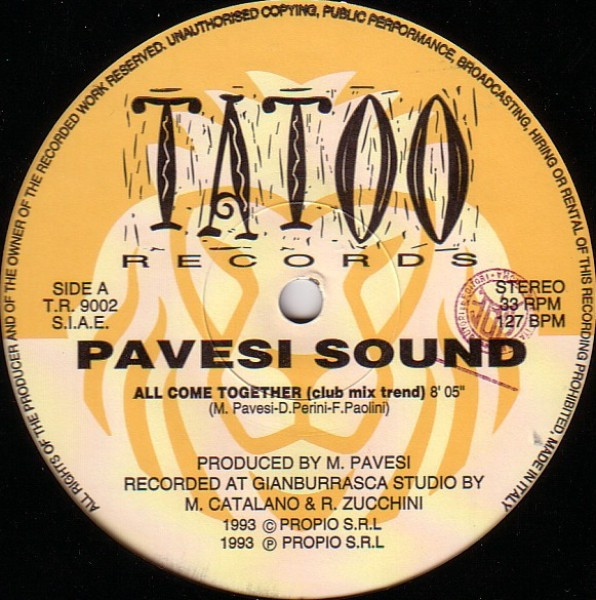 ALL RIGHTS OF THE PRODUCER AND OF THE OWNER OF THE RECORDED WORK RESERVED. UNAUTHORISED COPYING, PUBLIC PERFORMANCE, BROADCASTING, HIRING OR RENTAL OF THIS RECORDING PROHIBITED. MADE IN ITALY
TATOO
RECORDS
SIDE A
T.R. 9002
S.I.A.E.
STEREO
33 RPM
127 BPM
PAVESI SOUND
ALL COME TOGETHER (club mix trend) 8' 05"
(M. Pavesi-D.Perini-F.Paolini)
PRODUCED BY M. PAVESI
RECORDED AT GIANBURRASCA STUDIO BY
M. CATALANO & R. ZUCCHINI
1993 © PROPIO S.R.L
1993 ℗ PROPIO S.R.L